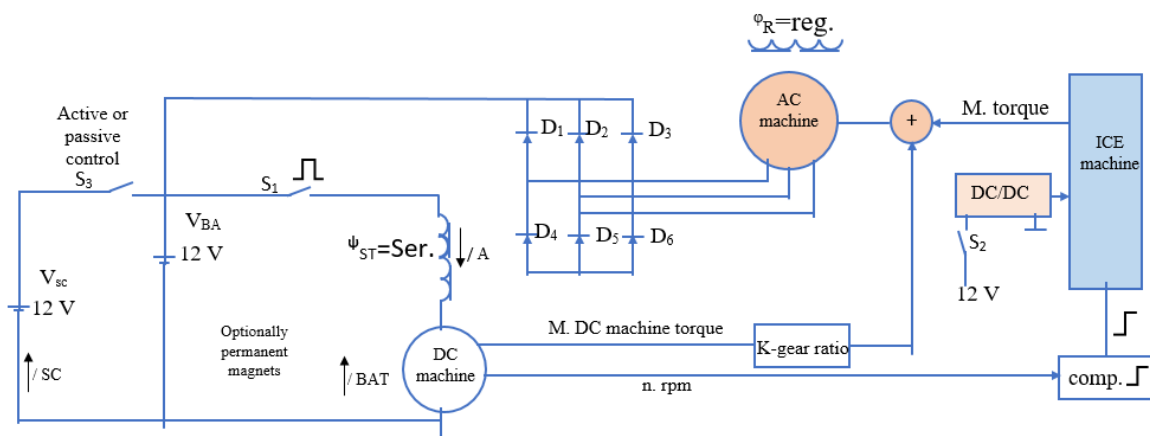 φR=reg.
AC
machine
+
M. torque
ICE
machine
DC/DC
S2
12 V
Active or
passive
control
S3
S1
D1
D2
D3
D4
D5
D6
VBA
12 V
ΨST=Ser.
/ A
Vsc
12 V
Optionally
permanent
magnets
/ SC
/ BAT
DC
machine
M. DC machine torque
K-gear ratio
n. rpm
comp.